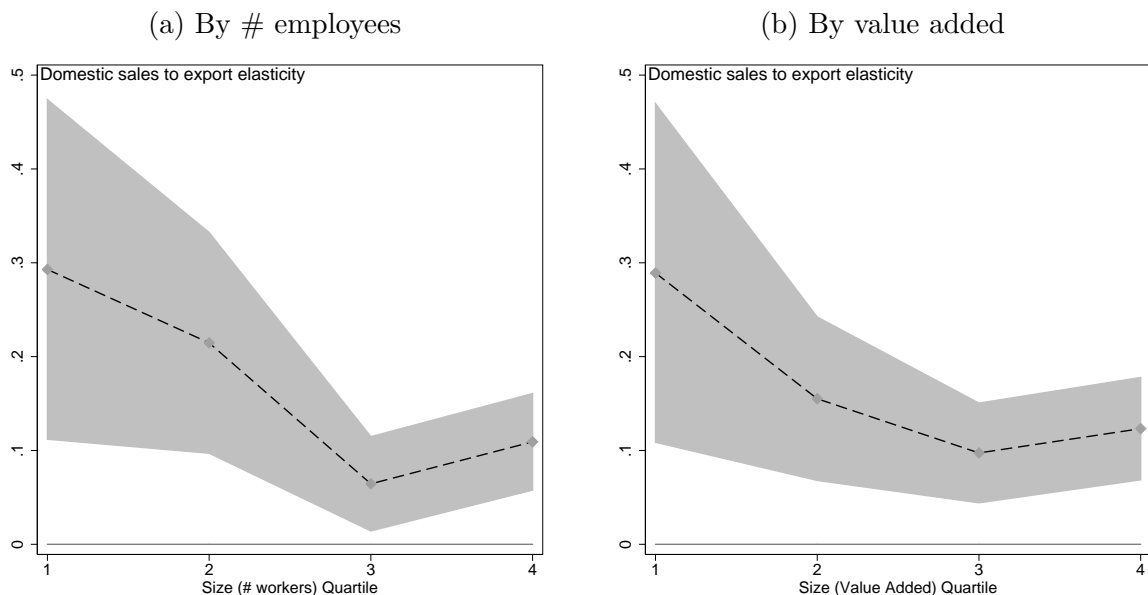 (a) By # employees
Domestic sales to export elasticity
.5
.4
.3
.2
.1
0
1 2 3 4
Size (# workers) Quartile
(b) By value added
Domestic sales to export elasticity
.5
.4
.3
.2
.1
0
1 2 3 4
Size (Value Added) Quartile